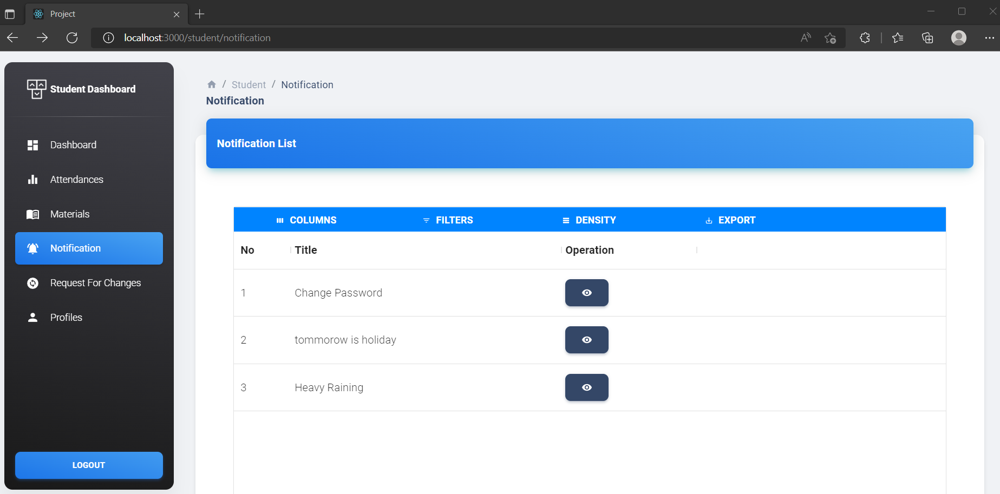 Project
localhost:3000/student/notification
Student Dashboard
Dashboard
Attendances
Materials
Notification
Request For Changes
Profiles
LOGOUT
/ Student / Notification
Notification
Notification List
COLUMNS FILTERS DENSITY EXPORT
No Title Operation
1 Change Password
2 tommorow is holiday
3 Heavy Raining